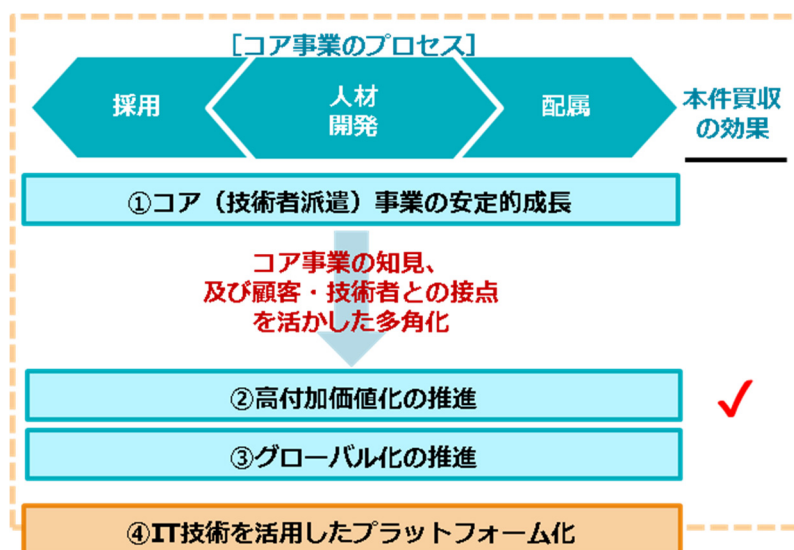 [コア事業のプロセス]
採用
人材
開発
配属
本件買収
の効果
①コア（技術者派遣）事業の安定的成長
コア事業の知見、
及び顧客・技術者との接点
を活かした多角化
②高付加価値化の推進
③グローバル化の推進
④IT技術を活用したプラットフォーム化